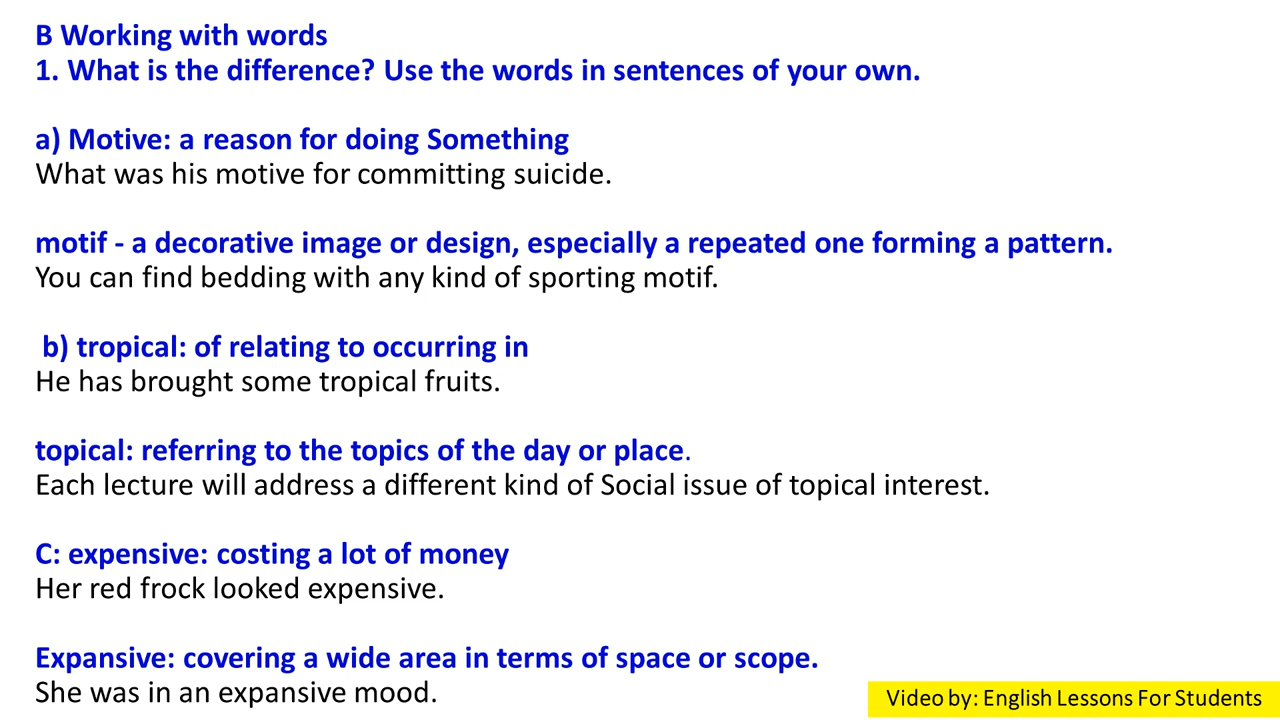 B Working with words
1. What is the difference? Use the words in sentences of your own.
a) Motive: a reason for doing Something
What was his motive for committing suicide.
motif - a decorative image or design, especially a repeated one forming a pattern.
You can find bedding with any kind of sporting motif.
b) tropical: of relating to occurring in
He has brought some tropical fruits.
topical: referring to the topics of the day or place.
Each lecture will address a different kind of Social issue of topical interest.
C: expensive: costing a lot of money
Her red frock looked expensive.
Expansive: covering a wide area in terms of space or scope.
She was in an expansive mood.
Video by: English Lessons For Students